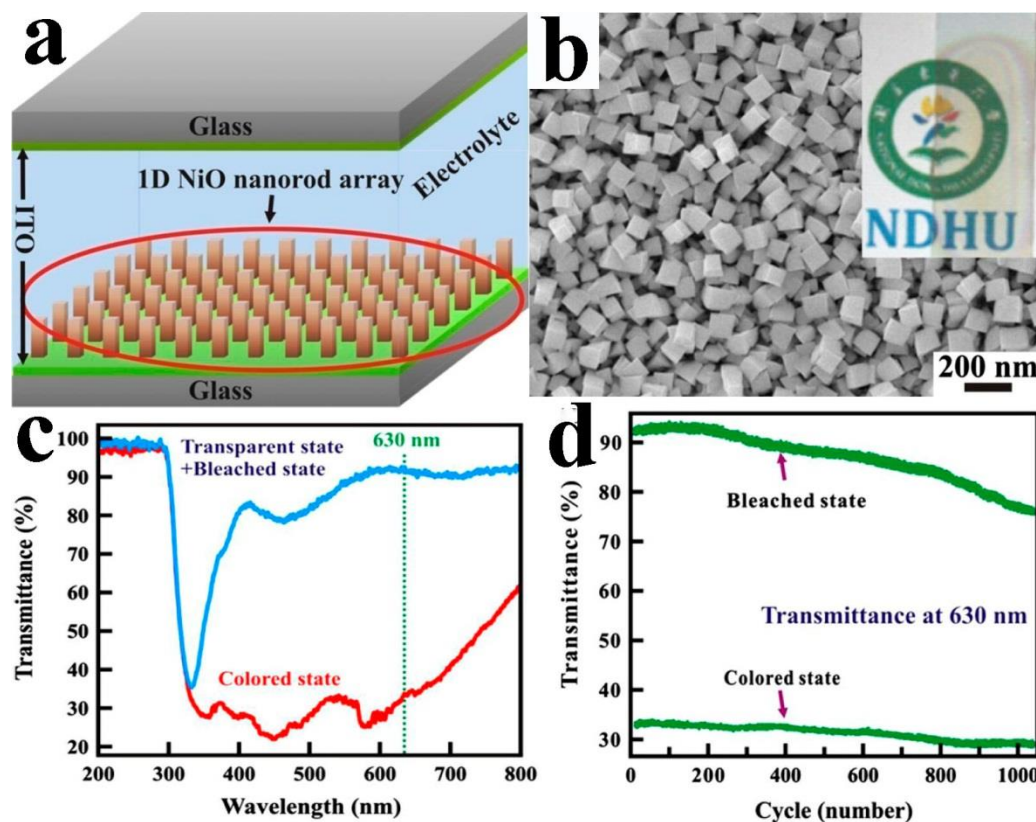 a
Glass
1D NiO nanorod array
Electrolyte
ITO
Glass
b
NDHU
200 nm
c
Transparent state
+Bleached state
630 nm
Colored state
100
90
80
70
60
50
40
30
20
Transmittance (%)
200 300 400 500 600 700 800
Wavelength (nm)
d
Bleached state
Transmittance at 630 nm
Colored state
90
80
70
60
50
40
30
Transmittance (%)
0 200 400 600 800 1000
Cycle (number)